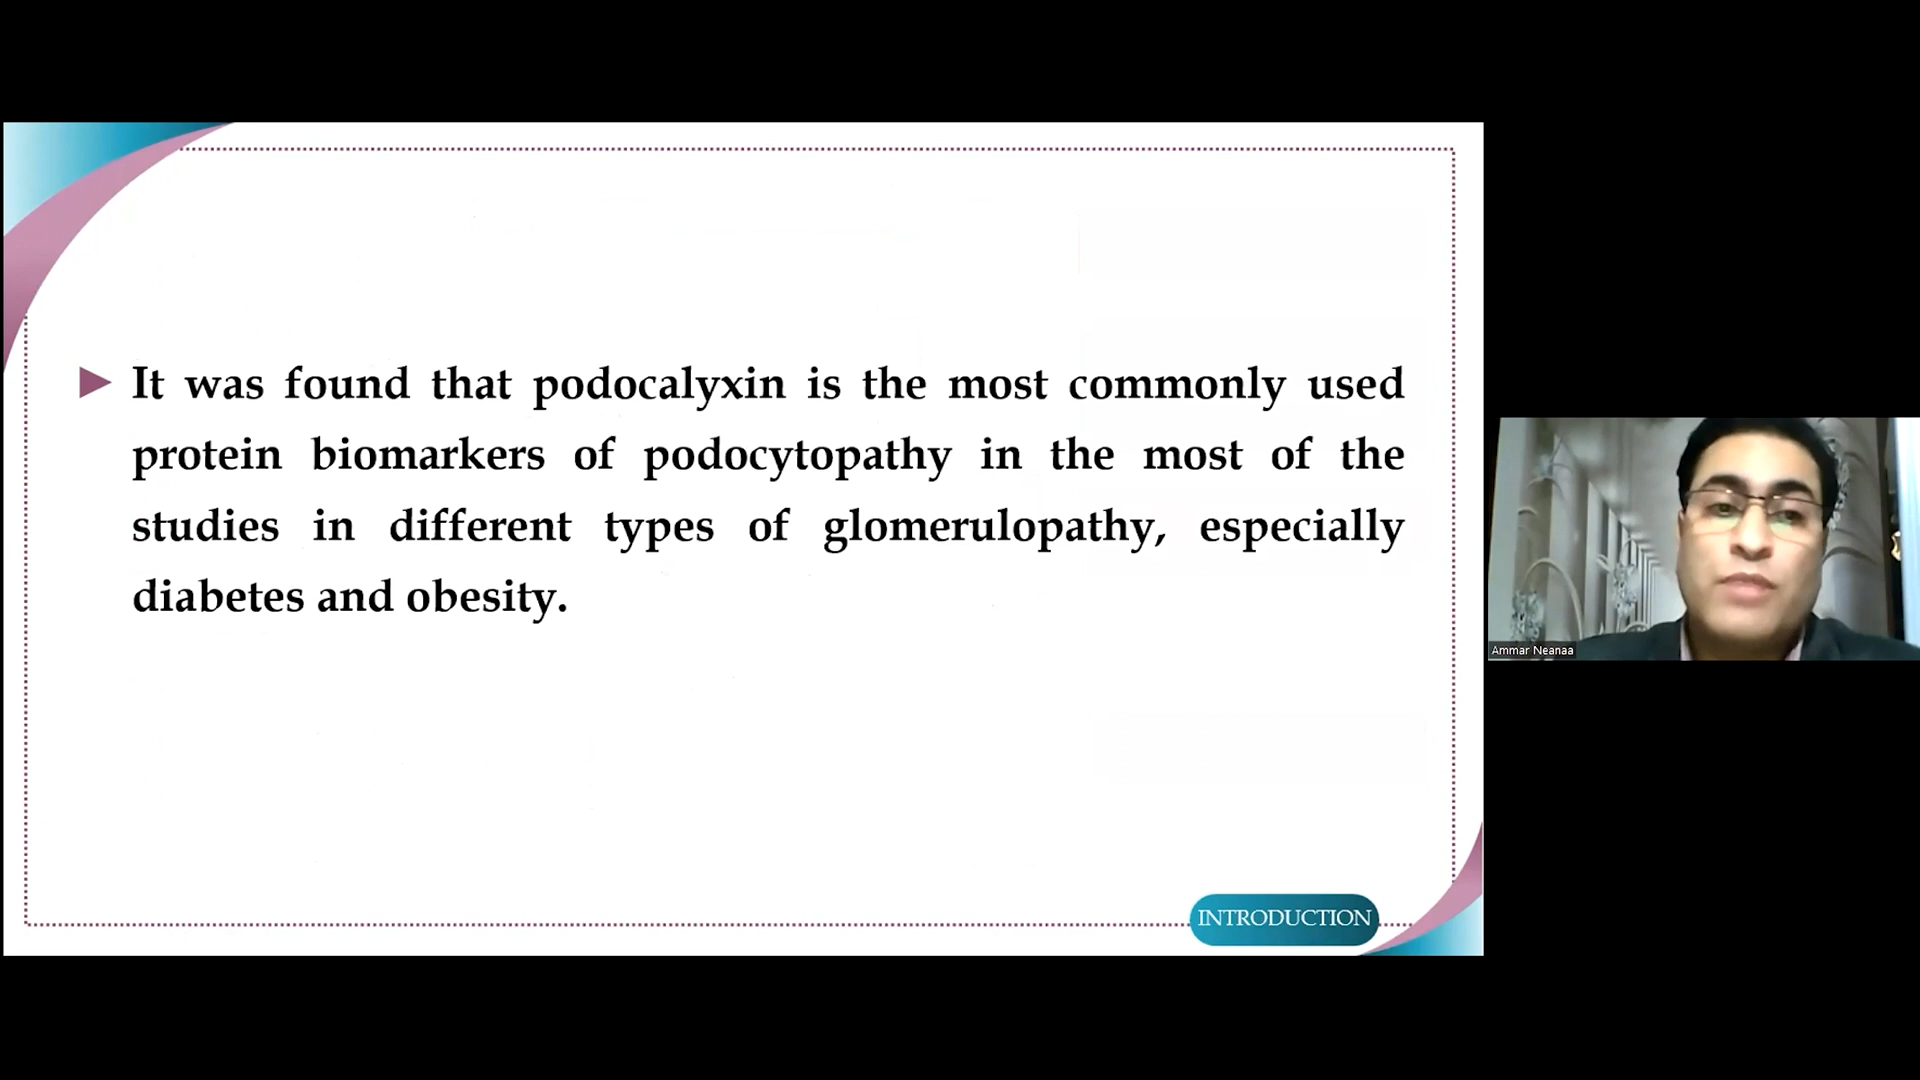 It was found that podocalyxin is the most commonly used
protein biomarkers of podocytopathy in the most of the
studies in different types of glomerulopathy, especially
diabetes and obesity.
INTRODUCTION
Ammar Neanaa